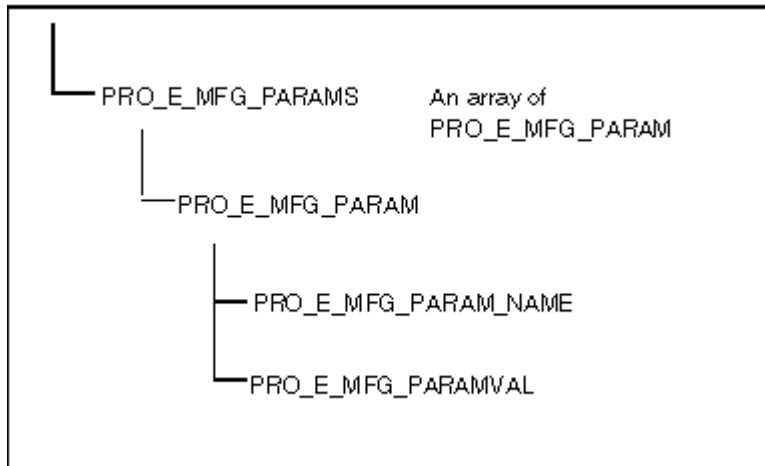 PRO_E_MFG_PARAMS
An array of
PRO_E_MFG_PARAM
PRO_E_MFG_PARAM
PRO_E_MFG_PARAM_NAME
PRO_E_MFG_PARAMVAL